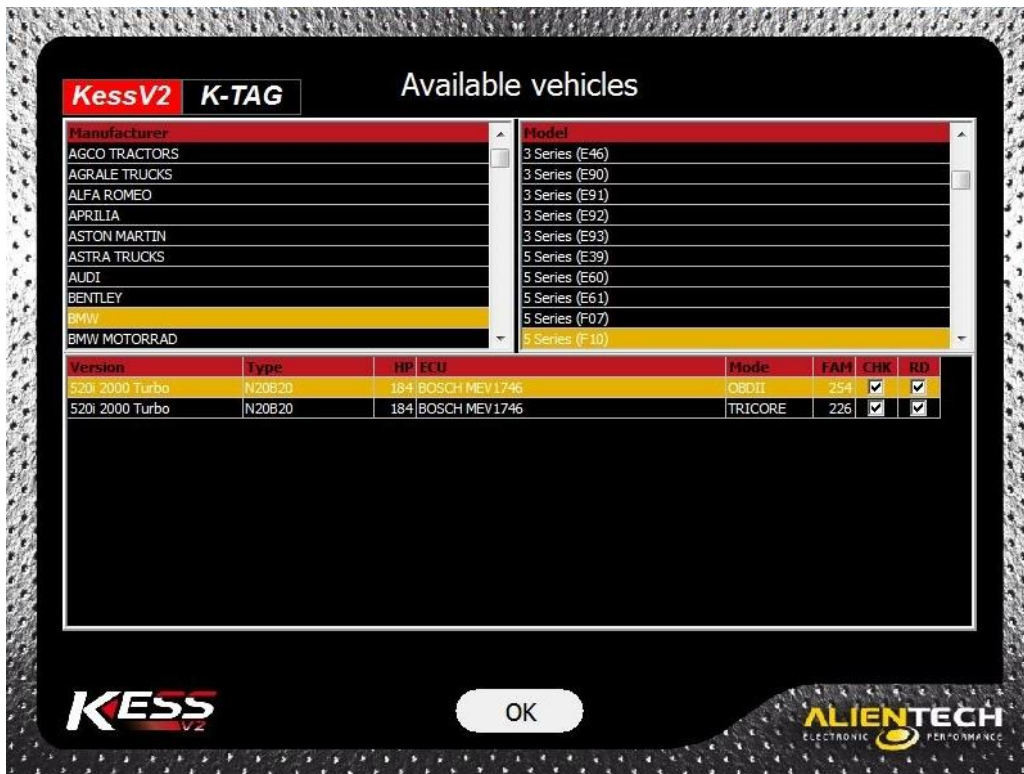 Available vehicles
KessV2 K-TAG
Manufacturer
AGCO TRACTORS
AGRALE TRUCKS
ALFA ROMEO
APRILIA
ASTON MARTIN
ASTRA TRUCKS
AUDI
BENTLEY
BMW
BMW MOTORRAD
Model
3 Series (E46)
3 Series (E90)
3 Series (E91)
3 Series (E92)
3 Series (E93)
5 Series (E39)
5 Series (E60)
5 Series (E61)
5 Series (F07)
5 Series (F10)
Version Type HP ECU Mode FAM CHK RD
520i 2000 Turbo N20B20 184 BOSCH MEV1746 OBDII 254
520i 2000 Turbo N20B20 184 BOSCH MEV1746 TRICORE 226
KESS V2
OK
ALIENTECH
ELECTRONIC PERFORMANCE